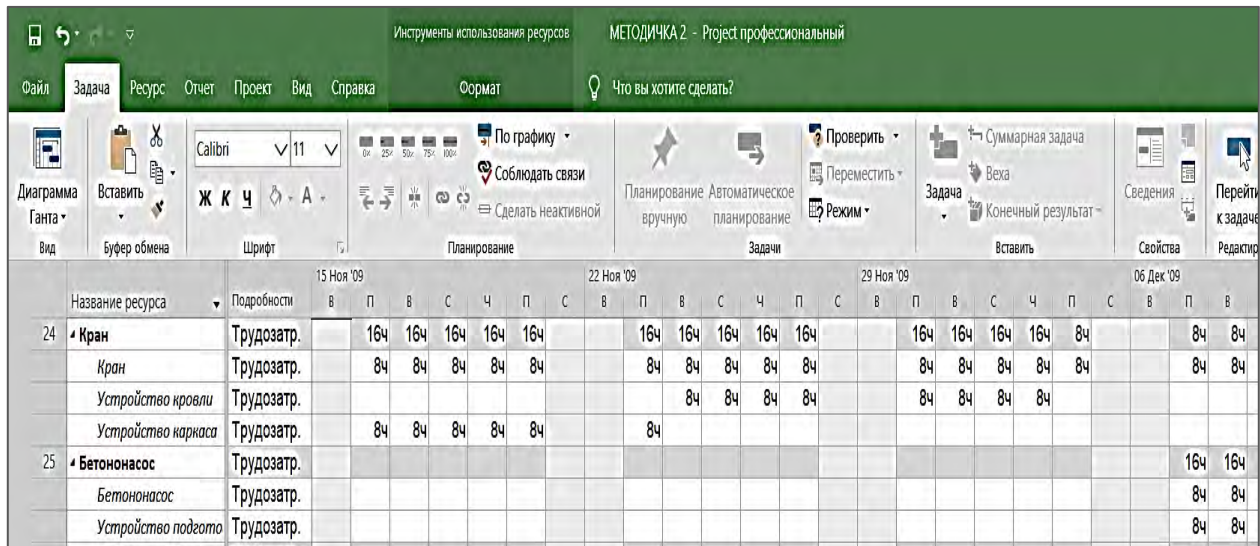 Инструменты использования ресурсов МЕТОДИЧКА 2 - Project профессиональный
Файл Задача Ресурс Отчет Проект Вид Справка Формат Что вы хотите сделать?
Диаграмма Ганта
Вид
Вставить
Буфер обмена
Calibri 11
Ж К Ч
Шрифт
0% 25% 50% 75% 100%
По графику
Соблюдать связи
Сделать неактивной
Планирование
Планирование вручную
Автоматическое планирование
Проверить
Переместить
Режим
Задачи
Задача
Суммарная задача
Веха
Конечный результат
Вставить
Сведения
Свойства
Перейти
к задаче
Редактир
15 Ноя '09 22 Ноя '09 29 Ноя '09 06 Дек '09
Название ресурса Подробности В П В С Ч П С В П В С Ч П С В П В С Ч П С В П В
24 Кран Трудозатр. 16ч 16ч 16ч 16ч 16ч 16ч 16ч 16ч 16ч 16ч 16ч 16ч 16ч 16ч 8ч 8ч 8ч
Кран Трудозатр. 8ч 8ч 8ч 8ч 8ч 8ч 8ч 8ч 8ч 8ч 8ч 8ч 8ч 8ч 8ч 8ч 8ч
Устройство кровли Трудозатр. 8ч 8ч 8ч 8ч 8ч 8ч 8ч 8ч
Устройство каркаса Трудозатр. 8ч 8ч 8ч 8ч 8ч 8ч
25 Бетононасос Трудозатр. 16ч 16ч
Бетононасос Трудозатр. 8ч 8ч
Устройство подгото Трудозатр. 8ч 8ч